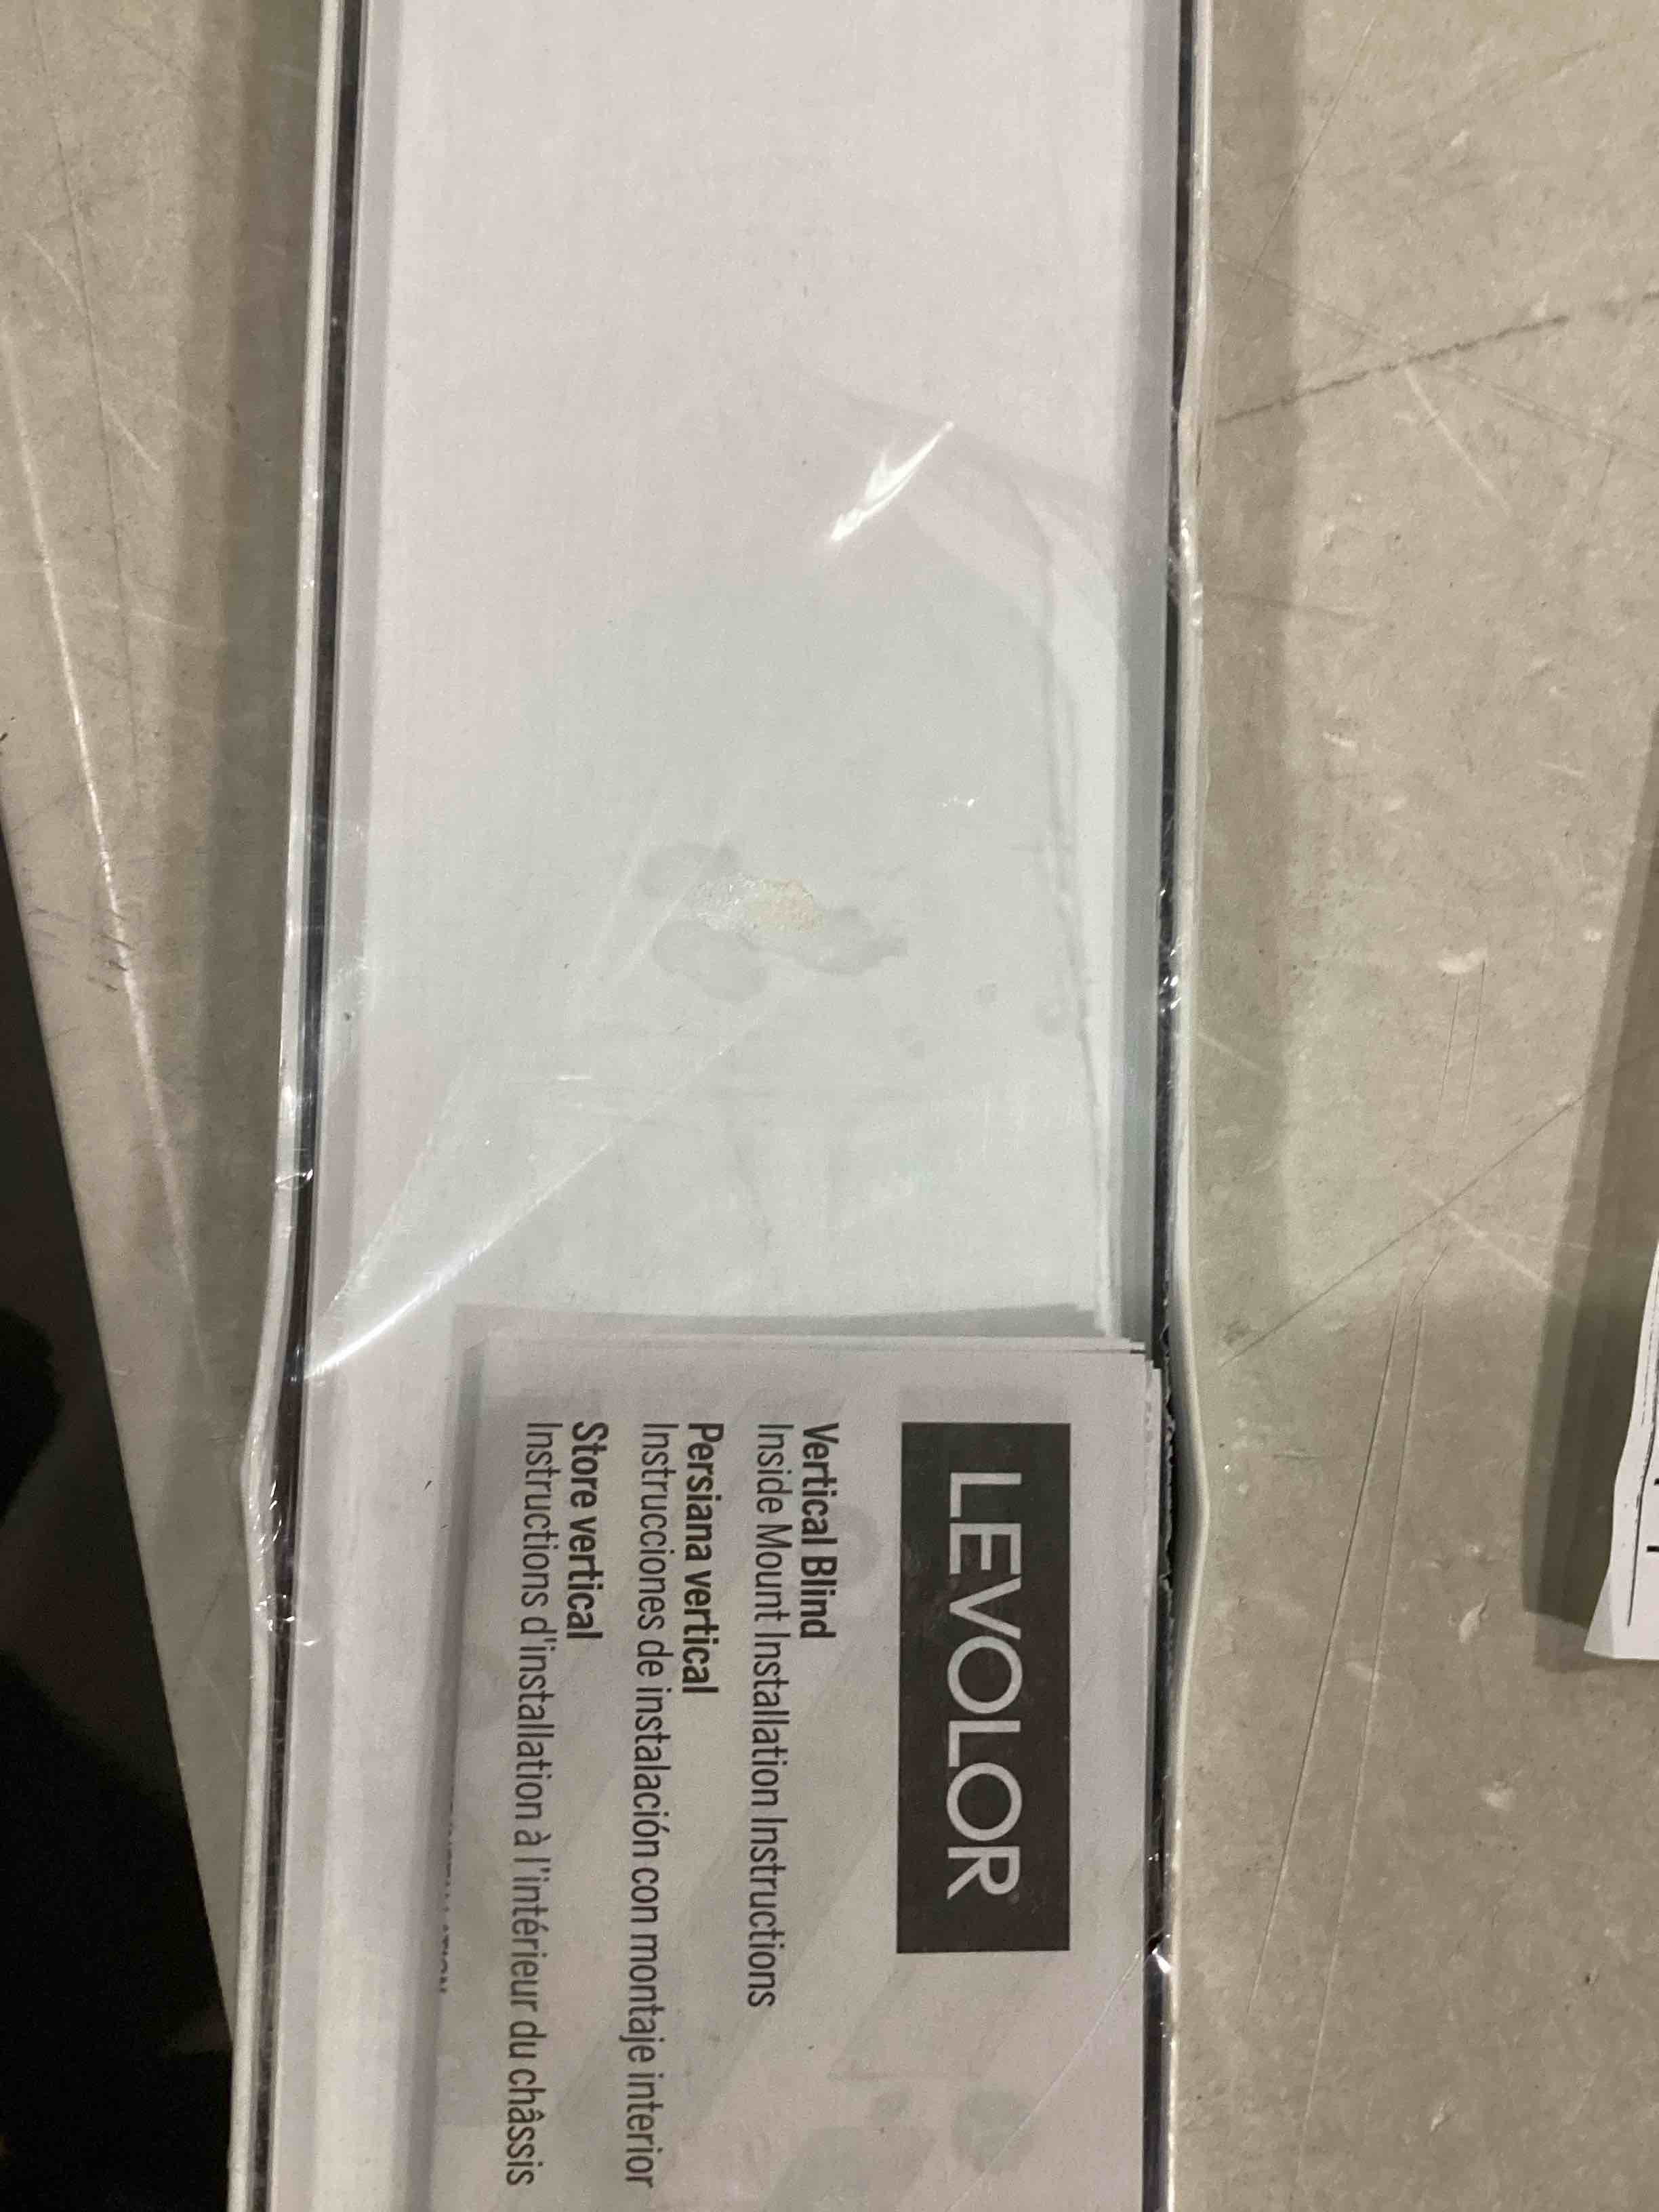 LEVOLOR
Vertical Blind
Inside Mount Installation Instructions
Persiana vertical
Instrucciones de instalación con montaje interior
Store vertical
Instructions d'installation à l'intérieur du châssis